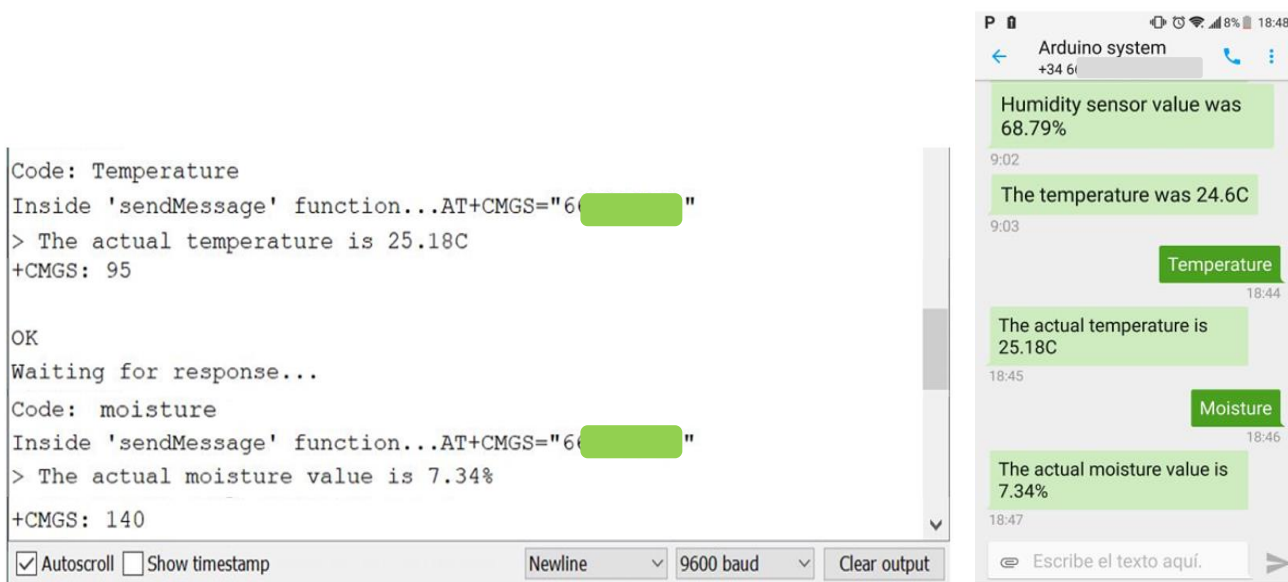 Code: Temperature
Inside 'sendMessage' function...AT+CMGS="6 "
> The actual temperature is 25.18C
+CMGS: 95
OK
Waiting for response...
Code: moisture
Inside 'sendMessage' function...AT+CMGS="66 "
> The actual moisture value is 7.34%
+CMGS: 140
Autoscroll Show timestamp Newline 9600 baud Clear output
P 8% 18:48
Arduino system
+34 6
Humidity sensor value was
68.79%
9:02
The temperature was 24.6C
9:03
Temperature
18:44
The actual temperature is
25.18C
18:45
Moisture
18:46
The actual moisture value is
7.34%
18:47
Escribe el texto aquí.